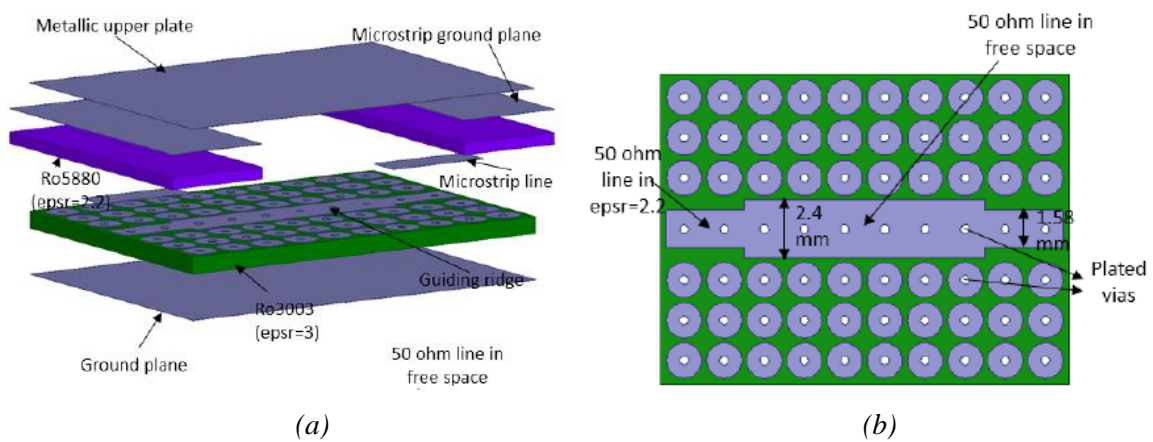 Metallic upper plate
Microstrip ground plane
Ro5880
(epsr=2.2)
Microstrip line
Guiding ridge
Ro3003
(epsr=3)
Ground plane
50 ohm line in
free space
(a)
50 ohm line in
free space
50 ohm
line in
epsr=2.2
2.4
mm
1.58
mm
Plated
vias
(b)